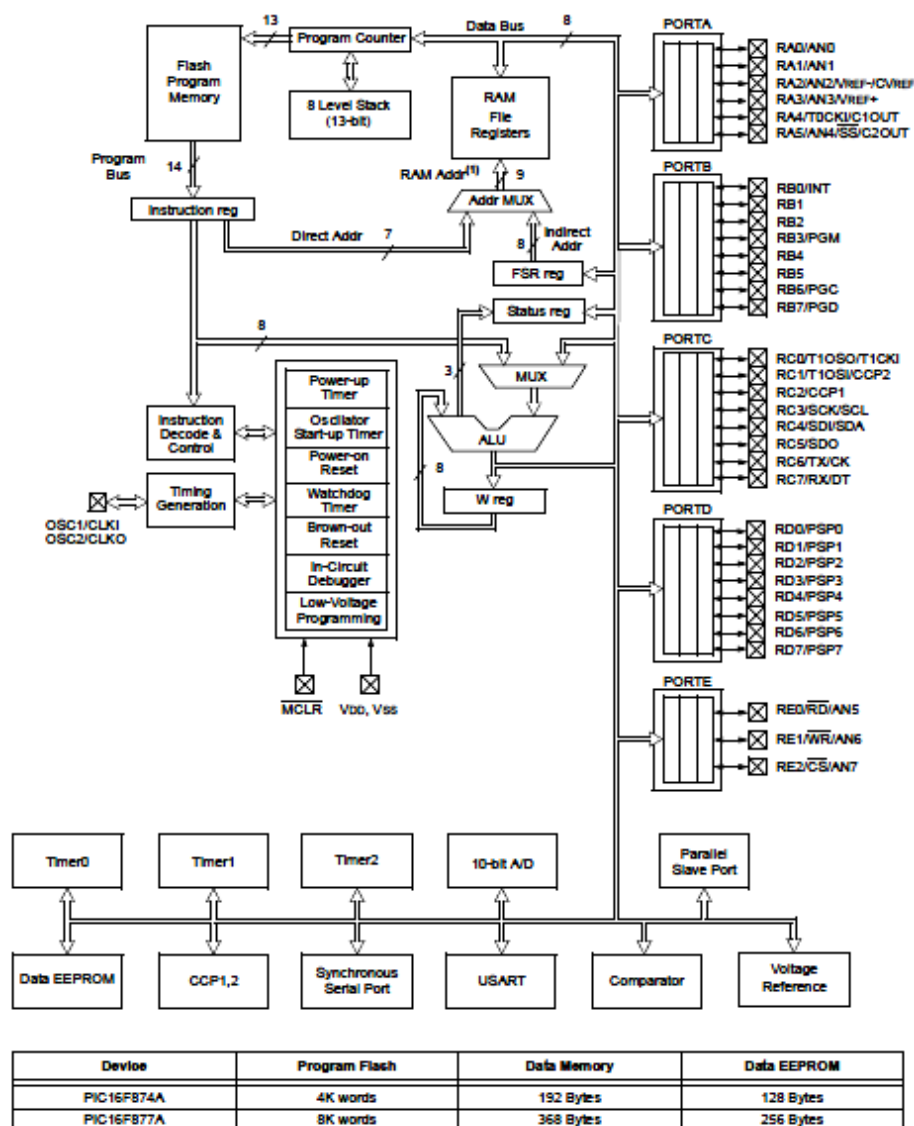 13
Program Counter
Data Bus
8
PORTA
Flash
Program
Memory
8 Level Stack
(13-bit)
RAM
File
Registers
RA0/AN0
RA1/AN1
RA2/AN2/VREF-/CVREF
RA3/AN3/VREF+
RA4/T0CKI/C1OUT
RA5/AN4/SS/C2OUT
Program
Bus
14
RAM Addr(1)
9
PORTB
Instruction reg
Addr MUX
Direct Addr
7
8
Indirect
Addr
FSR reg
RB0/INT
RB1
RB2
RB3/PGM
RB4
RB5
RB6/PGC
RB7/PGD
Status reg
8
3
MUX
PORTC
RC0/T1OSO/T1CKI
RC1/T1OSI/CCP2
RC2/CCP1
RC3/SCK/SCL
RC4/SDI/SDA
RC5/SDO
RC6/TX/CK
RC7/RX/DT
Instruction
Decode &
Control
Timing
Generation
OSC1/CLKI
OSC2/CLKO
Power-up
Timer
Oscillator
Start-up Timer
Power-on
Reset
Watchdog
Timer
Brown-out
Reset
In-Circuit
Debugger
Low-Voltage
Programming
ALU
8
W reg
MCLR
VDD, VSS
PORTD
RD0/PSP0
RD1/PSP1
RD2/PSP2
RD3/PSP3
RD4/PSP4
RD5/PSP5
RD6/PSP6
RD7/PSP7
PORTE
RE0/RD/AN5
RE1/WR/AN6
RE2/CS/AN7
Timer0
Timer1
Timer2
10-bit A/D
Parallel
Slave Port
Data EEPROM
CCP1,2
Synchronous
Serial Port
USART
Comparator
Voltage
Reference
Device Program Flash Data Memory Data EEPROM
PIC16F874A 4K words 192 Bytes 128 Bytes
PIC16F877A 8K words 368 Bytes 256 Bytes